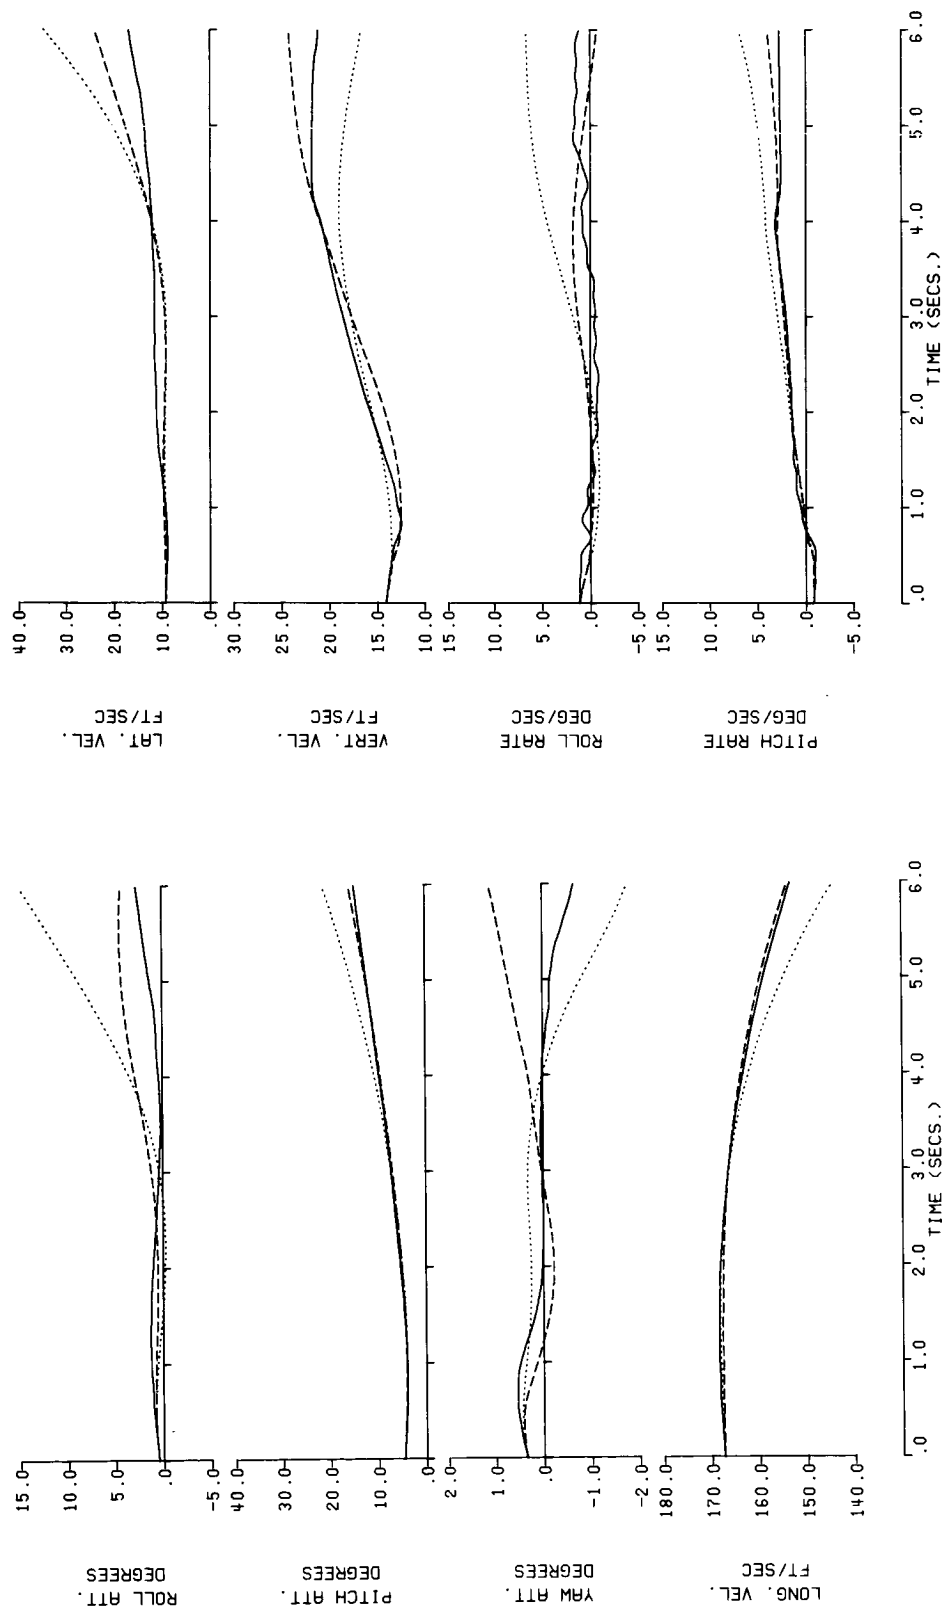 ROLL ATT.
DEGREES
15.0
10.0
5.0
.0
-5.0
PITCH ATT.
DEGREES
40.0
30.0
20.0
10.0
.0
YAW ATT.
DEGREES
2.0
1.0
.0
-1.0
-2.0
LONG. VEL.
FT/SEC
180.0
170.0
160.0
150.0
140.0
.0 1.0 2.0 3.0 4.0 5.0 6.0
TIME (SECS.)
LAT. VEL.
FT/SEC
40.0
30.0
20.0
10.0
.0
VERT. VEL.
FT/SEC
30.0
25.0
20.0
15.0
10.0
ROLL RATE
DEG/SEC
15.0
10.0
5.0
.0
-5.0
PITCH RATE
DEG/SEC
15.0
10.0
5.0
.0
-5.0
.0 1.0 2.0 3.0 4.0 5.0 6.0
TIME (SECS.)